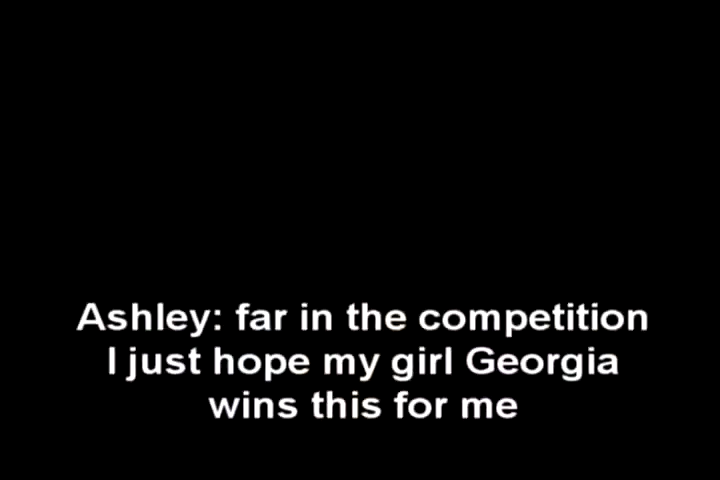 Ashley: far in the competition
I just hope my girl Georgia
wins this for me